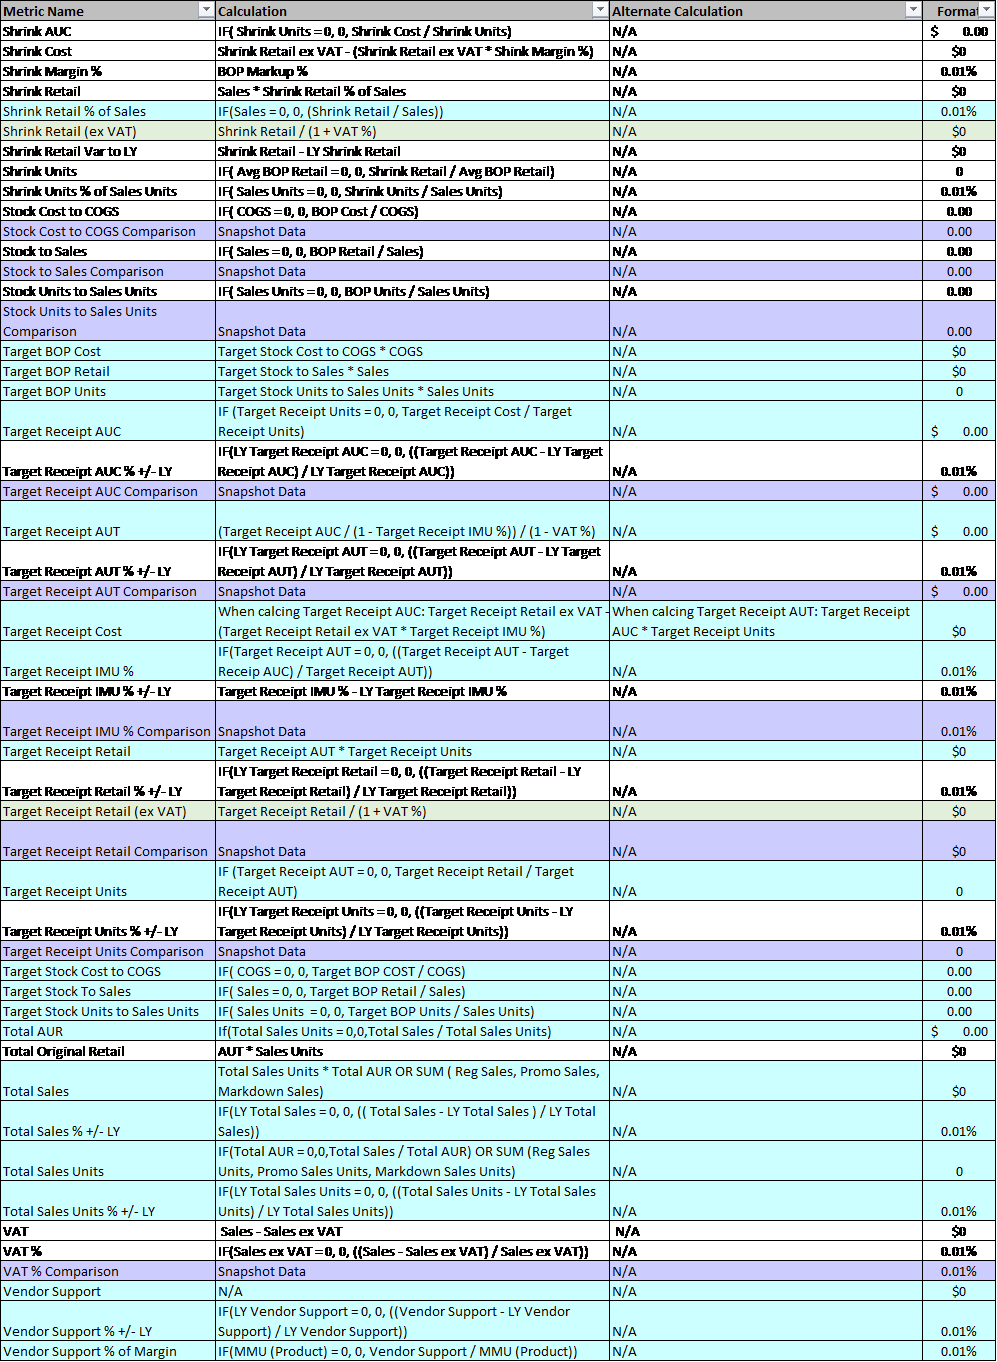 Metric Name Calculation Alternate Calculation Format
Shrink AUC IF( Shrink Units = 0, 0, Shrink Cost / Shrink Units) N/A $ 0.00
Shrink Cost Shrink Retail ex VAT - (Shrink Retail ex VAT * Shink Margin %) N/A $0
Shrink Margin % BOP Markup % N/A 0.01%
Shrink Retail Sales * Shrink Retail % of Sales N/A $0
Shrink Retail % of Sales IF(Sales = 0, 0, (Shrink Retail / Sales)) N/A 0.01%
Shrink Retail (ex VAT) Shrink Retail / (1 + VAT %) N/A $0
Shrink Retail Var to LY Shrink Retail - LY Shrink Retail N/A $0
Shrink Units IF( Avg BOP Retail = 0, 0, Shrink Retail / Avg BOP Retail) N/A 0
Shrink Units % of Sales Units IF( Sales Units = 0, 0, Shrink Units / Sales Units) N/A 0.01%
Stock Cost to COGS IF( COGS = 0, 0, BOP Cost / COGS) N/A 0.00
Stock Cost to COGS Comparison Snapshot Data N/A 0.00
Stock to Sales IF( Sales = 0, 0, BOP Retail / Sales) N/A 0.00
Stock to Sales Comparison Snapshot Data N/A 0.00
Stock Units to Sales Units IF( Sales Units = 0, 0, BOP Units / Sales Units) N/A 0.00
Stock Units to Sales Units
Comparison Snapshot Data N/A 0.00
Target BOP Cost Target Stock Cost to COGS * COGS N/A $0
Target BOP Retail Target Stock to Sales * Sales N/A $0
Target BOP Units Target Stock Units to Sales Units * Sales Units N/A 0
IF (Target Receipt Units = 0, 0, Target Receipt Cost / Target
Target Receipt AUC Receipt Units) N/A $ 0.00
IF(LY Target Receipt AUC = 0, 0, ((Target Receipt AUC - LY Target
Target Receipt AUC % +/- LY Receipt AUC) / LY Target Receipt AUC)) N/A 0.01%
Target Receipt AUC Comparison Snapshot Data N/A $ 0.00
Target Receipt AUT (Target Receipt AUC / (1 - Target Receipt IMU %)) / (1 - VAT %) N/A $ 0.00
IF(LY Target Receipt AUT = 0, 0, ((Target Receipt AUT - LY Target
Target Receipt AUT % +/- LY Receipt AUT) / LY Target Receipt AUT)) N/A 0.01%
Target Receipt AUT Comparison Snapshot Data N/A $ 0.00
When calcing Target Receipt AUC: Target Receipt Retail ex VAT - When calcing Target Receipt AUT: Target Receipt
Target Receipt Cost (Target Receipt Retail ex VAT * Target Receipt IMU %) AUC * Target Receipt Units $0
IF(Target Receipt AUT = 0, 0, ((Target Receipt AUT - Target
Target Receipt IMU % Receip AUC) / Target Receipt AUT)) N/A 0.01%
Target Receipt IMU % +/- LY Target Receipt IMU % - LY Target Receipt IMU % N/A 0.01%
Target Receipt IMU % Comparison Snapshot Data N/A 0.01%
Target Receipt Retail Target Receipt AUT * Target Receipt Units N/A $0
IF(LY Target Receipt Retail = 0, 0, ((Target Receipt Retail - LY
Target Receipt Retail % +/- LY Target Receipt Retail) / LY Target Receipt Retail)) N/A 0.01%
Target Receipt Retail (ex VAT) Target Receipt Retail / (1 + VAT %) N/A $0
Target Receipt Retail Comparison Snapshot Data N/A $0
IF (Target Receipt AUT = 0, 0, Target Receipt Retail / Target
Target Receipt Units Receipt AUT) N/A 0
IF(LY Target Receipt Units = 0, 0, ((Target Receipt Units - LY
Target Receipt Units % +/- LY Target Receipt Units) / LY Target Receipt Units)) N/A 0.01%
Target Receipt Units Comparison Snapshot Data N/A 0
Target Stock Cost to COGS IF( COGS = 0, 0, Target BOP COST / COGS) N/A 0.00
Target Stock To Sales IF( Sales = 0, 0, Target BOP Retail / Sales) N/A 0.00
Target Stock Units to Sales Units IF( Sales Units = 0, 0, Target BOP Units / Sales Units) N/A 0.00
Total AUR If(Total Sales Units = 0,0,Total Sales / Total Sales Units) N/A $ 0.00
Total Original Retail AUT * Sales Units N/A $0
Total Sales Units * Total AUR OR SUM ( Reg Sales, Promo Sales,
Total Sales Markdown Sales) N/A $0
IF(LY Total Sales = 0, 0, (( Total Sales - LY Total Sales ) / LY Total
Total Sales % +/- LY Sales)) N/A 0.01%
IF(Total AUR = 0,0,Total Sales / Total AUR) OR SUM (Reg Sales
Total Sales Units Units, Promo Sales Units, Markdown Sales Units) N/A 0
IF(LY Total Sales Units = 0, 0, ((Total Sales Units - LY Total Sales
Total Sales Units % +/- LY Units) / LY Total Sales Units)) N/A 0.01%
VAT Sales - Sales ex VAT N/A $0
VAT % IF(Sales ex VAT = 0, 0, ((Sales - Sales ex VAT) / Sales ex VAT)) N/A 0.01%
VAT % Comparison Snapshot Data N/A 0.01%
Vendor Support N/A N/A $0
IF(LY Vendor Support = 0, 0, ((Vendor Support - LY Vendor
Vendor Support % +/- LY Support) / LY Vendor Support)) N/A 0.01%
Vendor Support % of Margin IF(MMU (Product) = 0, 0, Vendor Support / MMU (Product)) N/A 0.01%